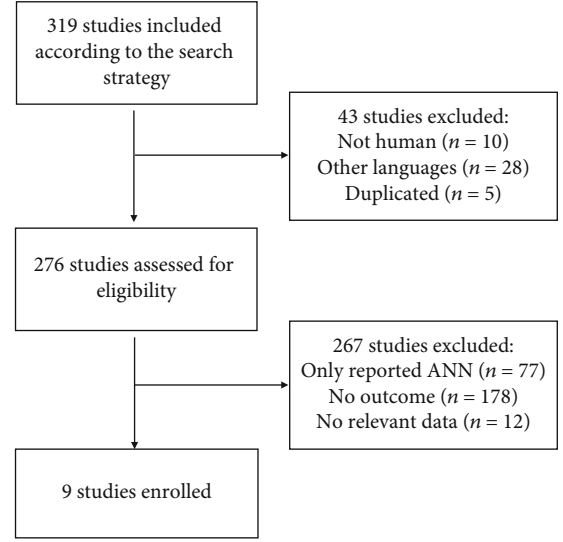 319 studies included
according to the search
strategy
43 studies excluded:
Not human (n = 10)
Other languages (n = 28)
Duplicated (n = 5)
276 studies assessed for
eligibility
267 studies excluded:
Only reported ANN (n = 77)
No outcome (n = 178)
No relevant data (n = 12)
9 studies enrolled